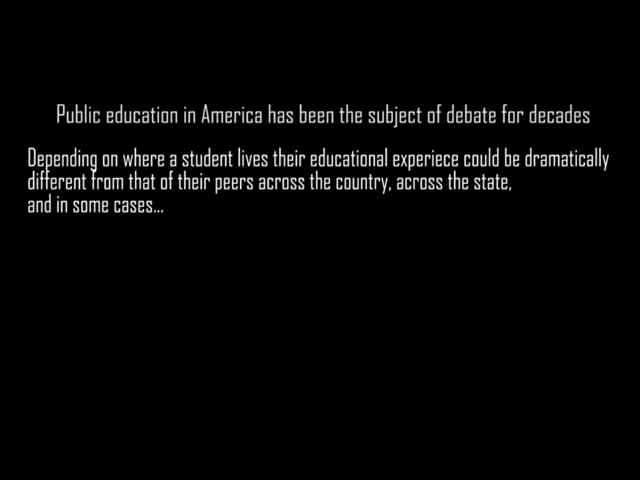 Public education in America has been the subject of debate for decades
Depending on where a student lives their educational experiece could be dramatically
different from that of their peers across the country, across the state,
and in some cases...